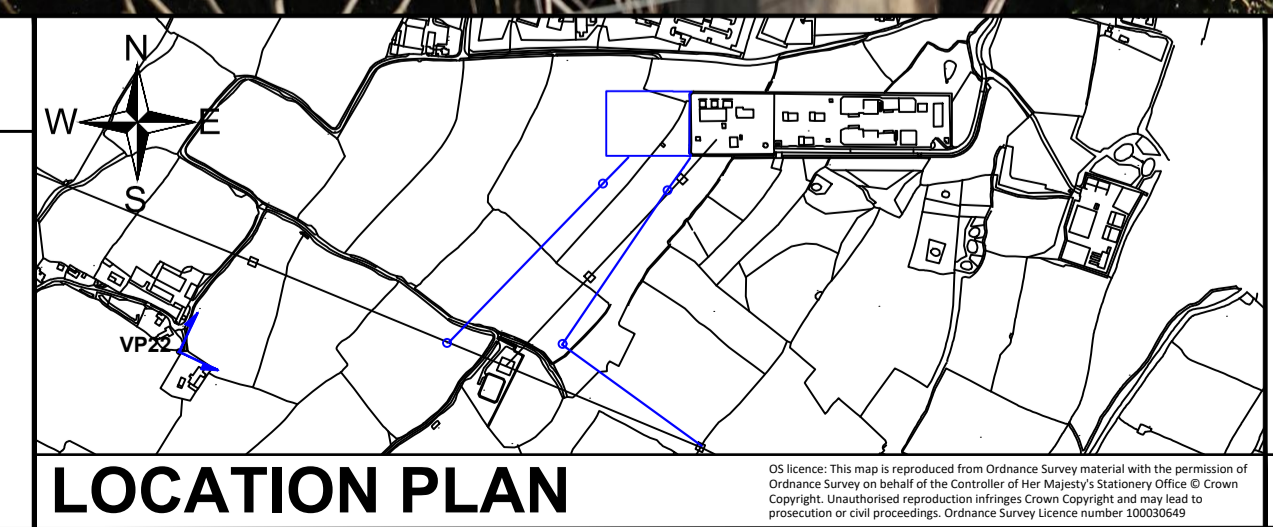 N
W E
S
VP22
LOCATION PLAN
OS licence: This map is reproduced from Ordnance Survey material with the permission of
Ordnance Survey on behalf of the Controller of Her Majesty's Stationery Office © Crown
Copyright. Unauthorised reproduction infringes Crown Copyright and may lead to
prosecution or civil proceedings. Ordnance Survey Licence number 100030649